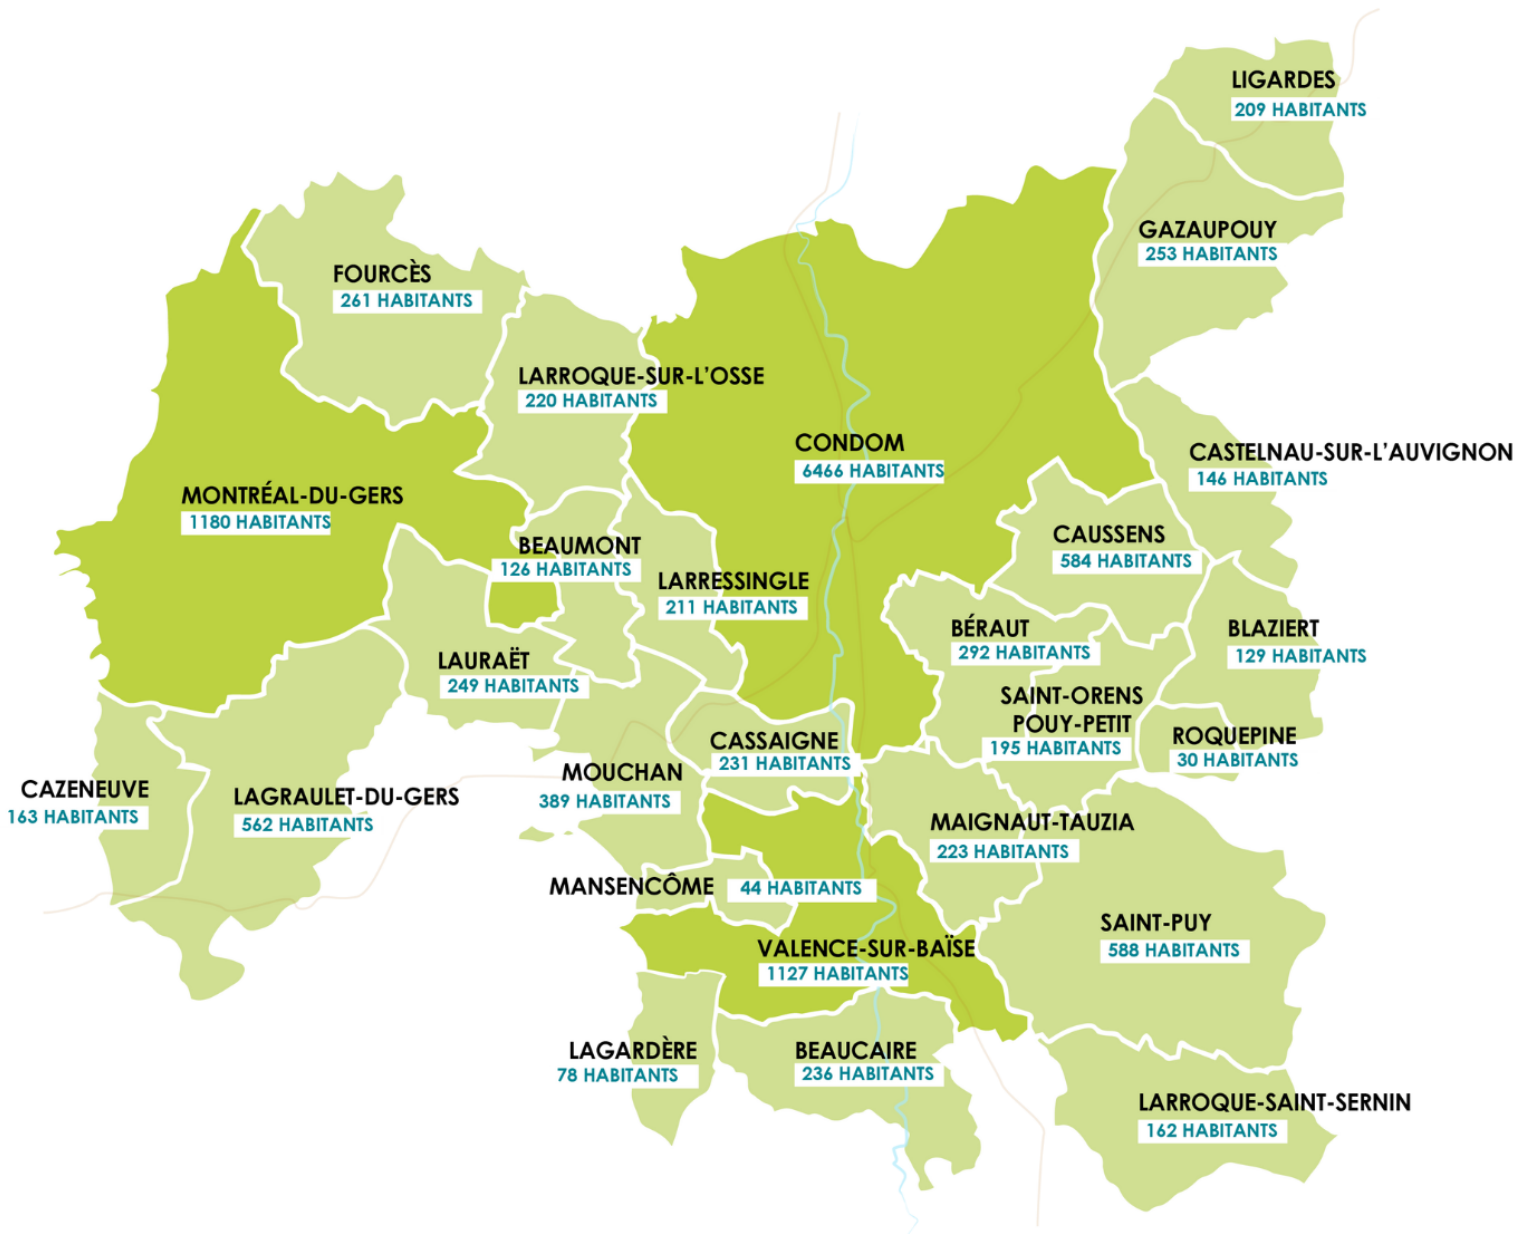 LIGARDES
209 HABITANTS
GAZAUPOUY
253 HABITANTS
FOURCÈS
261 HABITANTS
LARROQUE-SUR-L'OSSE
220 HABITANTS
CONDOM
6466 HABITANTS
CASTELNAU-SUR-L'AUVIGNON
146 HABITANTS
MONTRÉAL-DU-GERS
1180 HABITANTS
BEAUMONT
126 HABITANTS
CAUSSENS
584 HABITANTS
LARRESSINGLE
211 HABITANTS
BÉRAUT
292 HABITANTS
BLAZIERT
129 HABITANTS
LAURAËT
249 HABITANTS
SAINT-ORENS
POUY-PETIT
195 HABITANTS
ROQUEPINE
30 HABITANTS
CASSAIGNE
231 HABITANTS
MOUCHAN
389 HABITANTS
CAZENEUVE
163 HABITANTS
LAGRAULET-DU-GERS
562 HABITANTS
MAIGNAUT-TAUZIA
223 HABITANTS
MANSENCÔME
44 HABITANTS
SAINT-PUY
588 HABITANTS
VALENCE-SUR-BAÏSE
1127 HABITANTS
LAGARDÈRE
78 HABITANTS
BEAUCAIRE
236 HABITANTS
LARROQUE-SAINT-SERNIN
162 HABITANTS